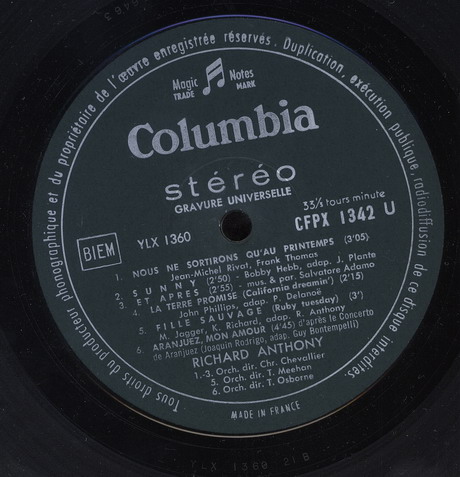 Tous droits du producteur phonographique et du propriétaire de l'œuvre enregistrée réservés. Duplication, exécution publique, radiodiffusion de ce disque interdites.
Magic Notes
TRADE MARK
Columbia
stéréo
GRAVURE UNIVERSELLE
BIEM
YLX 1360
33⅓ tours minute
CFPX 1342 U
1. NOUS NE SORTIRONS QU'AU PRINTEMPS (3'05)
Jean-Michel Rivat, Frank Thomas
2. SUNNY (2'50) - Bobby Hebb, adap. J. Plante
3. ET APRES (2'55) - mus. & par. Salvatore Adamo
4. LA TERRE PROMISE (California dreamin') (2'15)
John Phillips, adap. P. Delanoë
5. FILLE SAUVAGE (Ruby tuesday) (3')
M. Jagger, K. Richard, adap. R. Anthony
6. ARANJUEZ, MON AMOUR (4'45) d'après le Concerto
de Aranjuez (Joaquin Rodrigo, adap. Guy Bontempelli)
RICHARD ANTHONY
1.-3. Orch. dir. Chr. Chevallier
5. Orch. dir. T. Meehan
6. Orch. dir. T. Osborne
MADE IN FRANCE
YLX 1360 21B